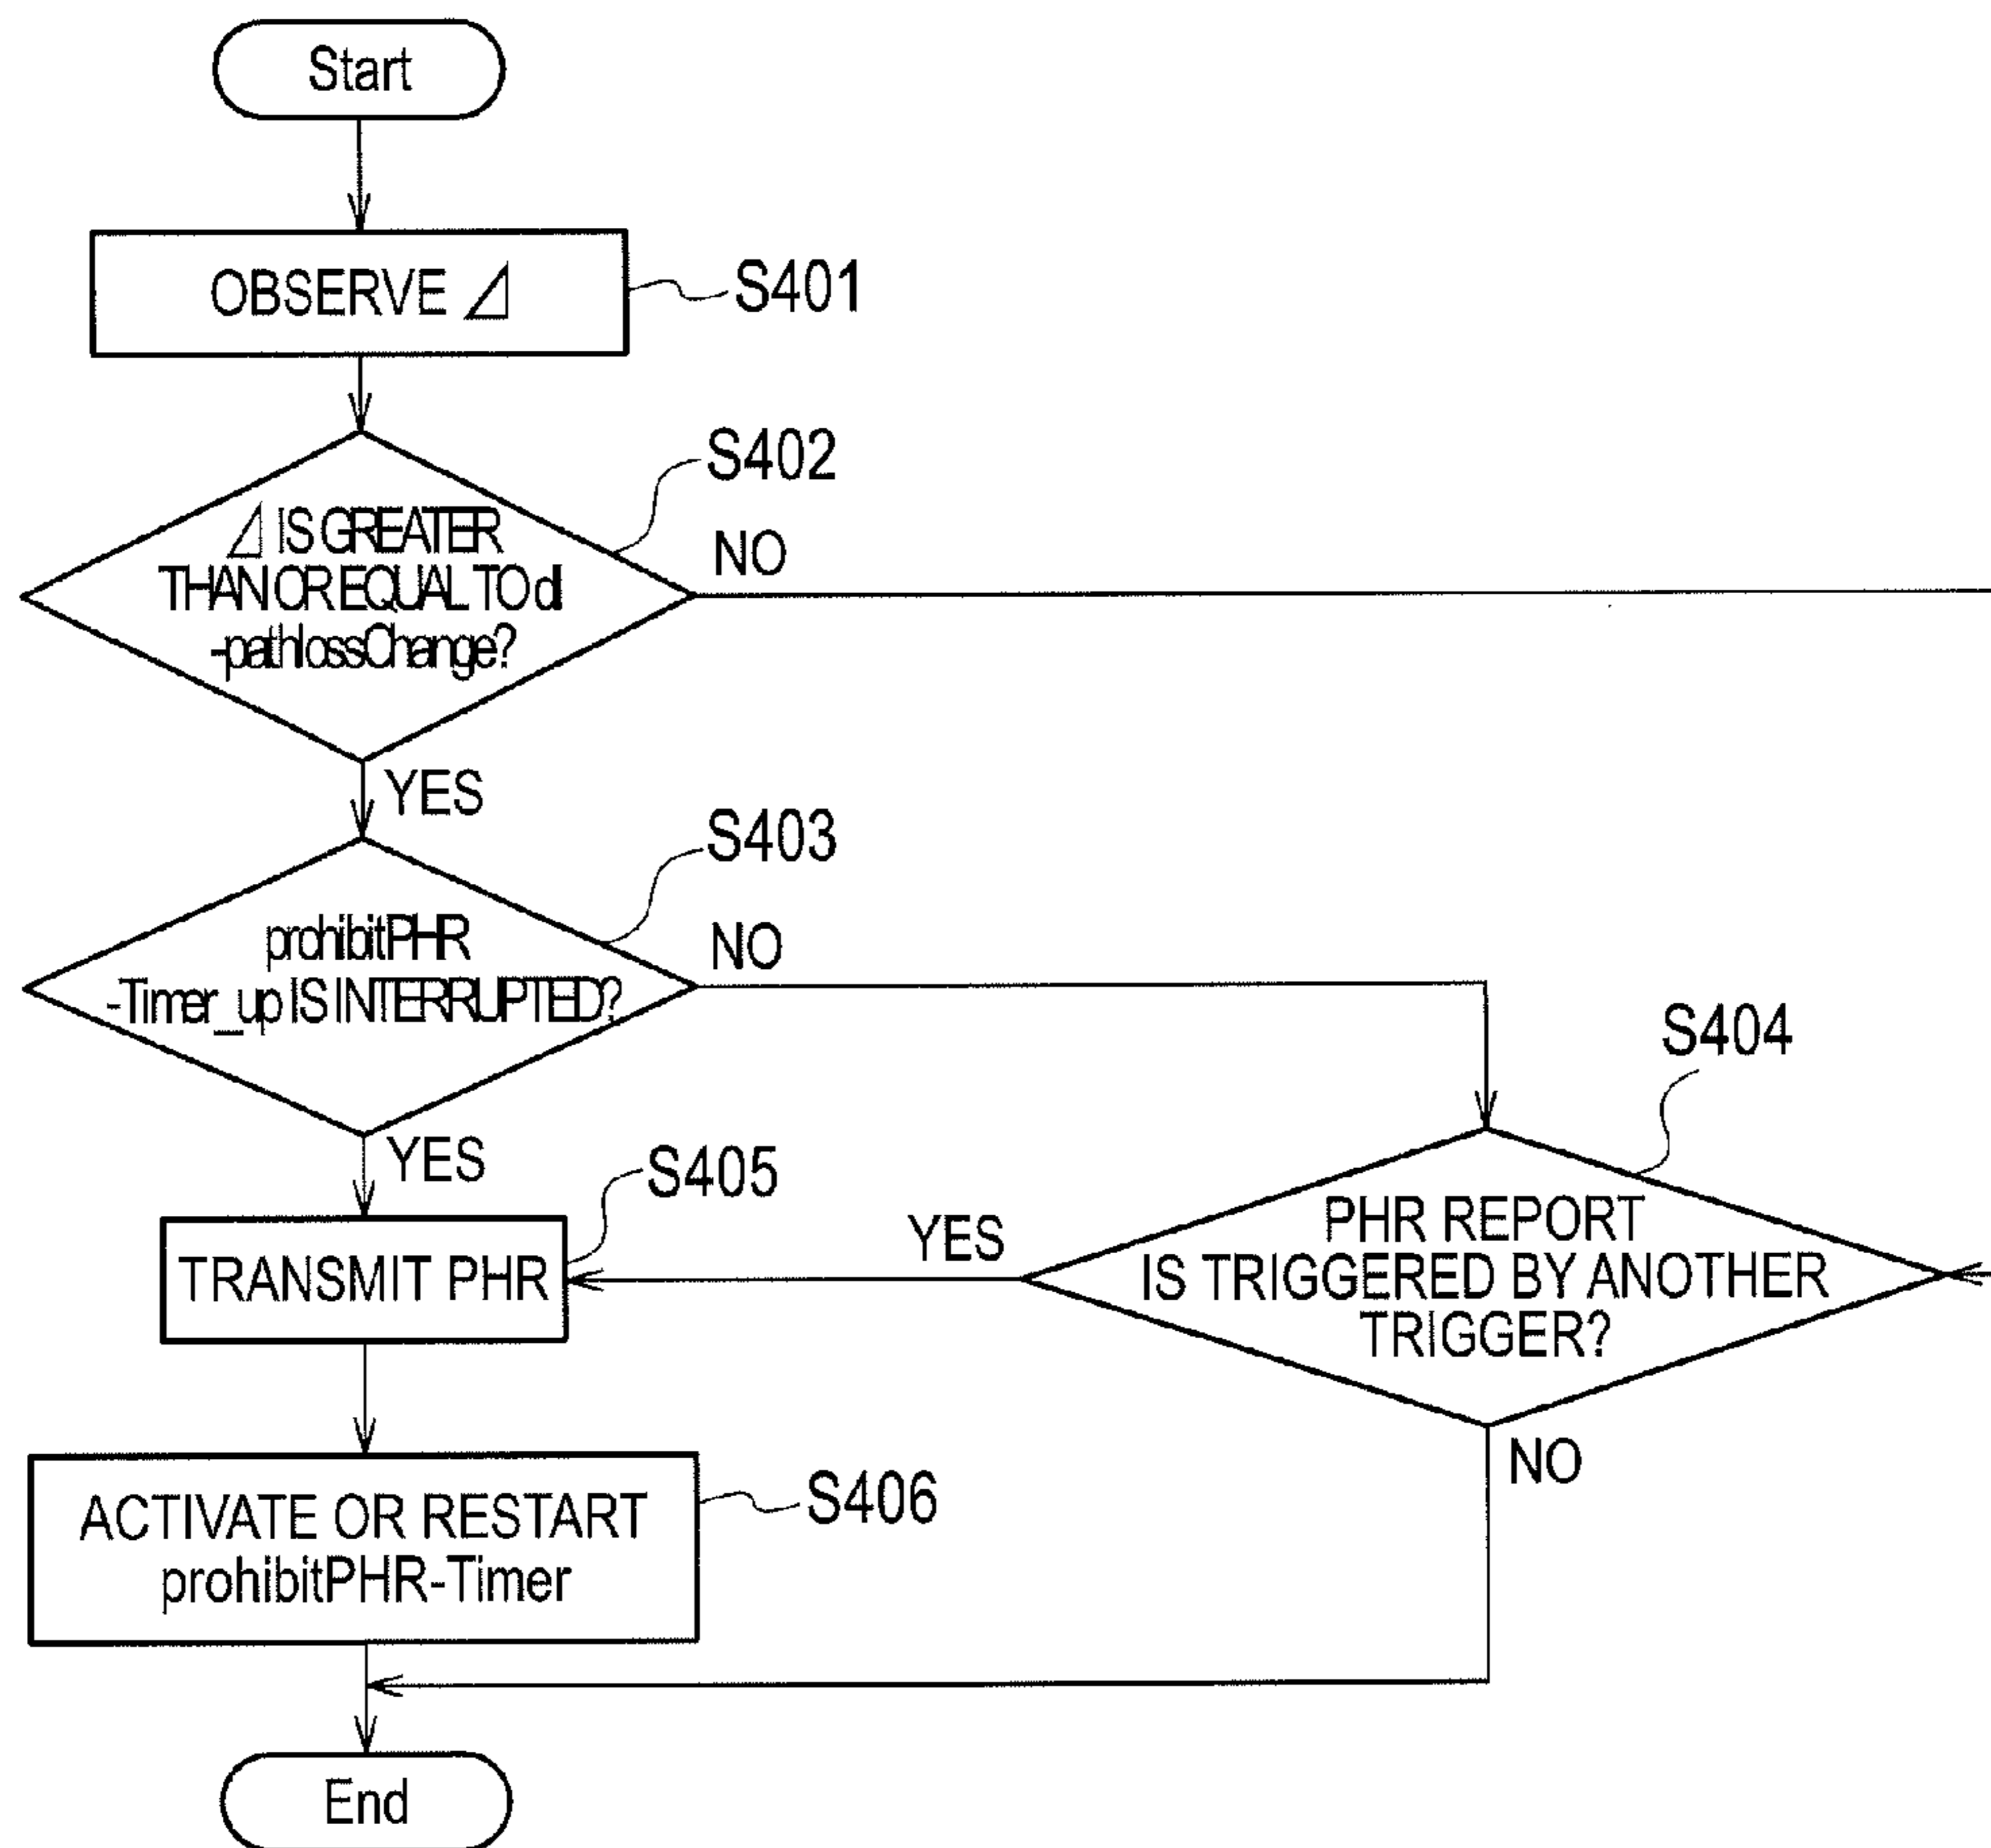 Start
OBSERVE ⊿
S401
S402
⊿ IS GREATER
THAN OR EQUAL TO dl
-pathlossChange?
NO
YES
S403
prohibitPHR
-Timer_up IS INTERRUPTED?
NO
YES
S404
PHR REPORT
IS TRIGGERED BY ANOTHER
TRIGGER?
YES
NO
S405
TRANSMIT PHR
ACTIVATE OR RESTART
prohibitPHR-Timer
S406
End